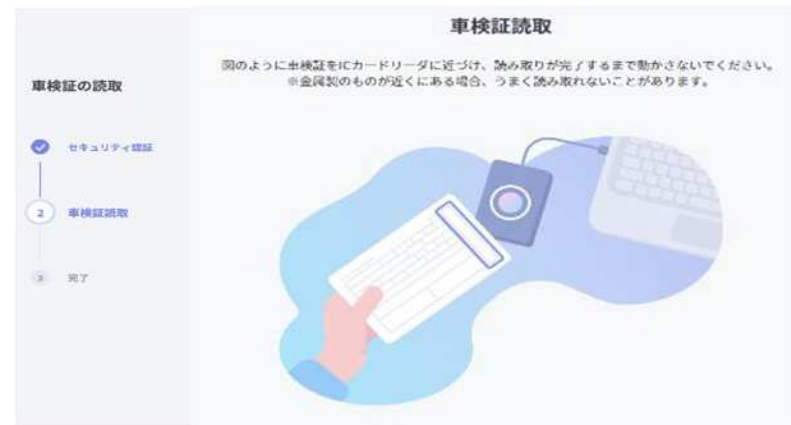 車検証読取
図のように車検証をICカードリーダに近づけ、読み取りが完了するまで動かさないでください。
※金属製のものが近くにある場合、うまく読み取れないことがあります。
車検証の読取
セキュリティ認証
2 車検証読取
3 完了